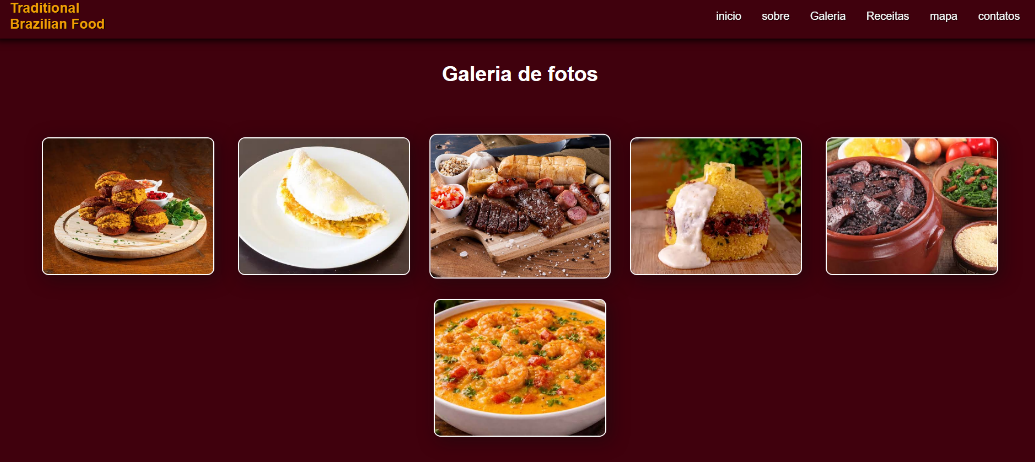 Traditional
Brazilian Food
inicio
sobre
Galeria
Receitas
mapa
contatos
Galeria de fotos